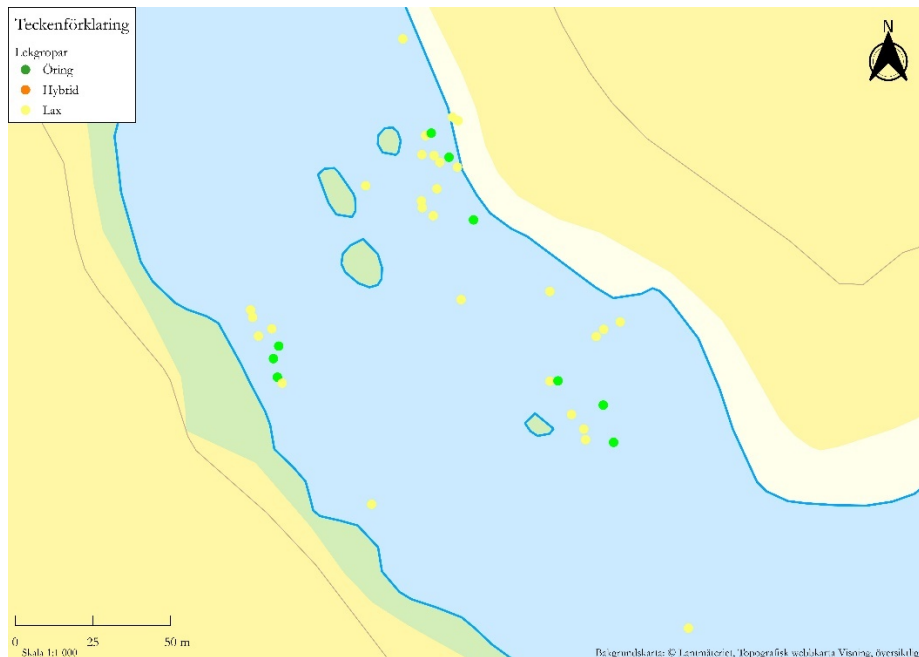 Teckenförklaring
Lekgropar
Öring
Hybrid
Lax
N
0 25 50 m
Skala 1:1 000
Bakgrundskarta: © Lantmäteriet, Topografisk webbkarta Visning, översiktlig